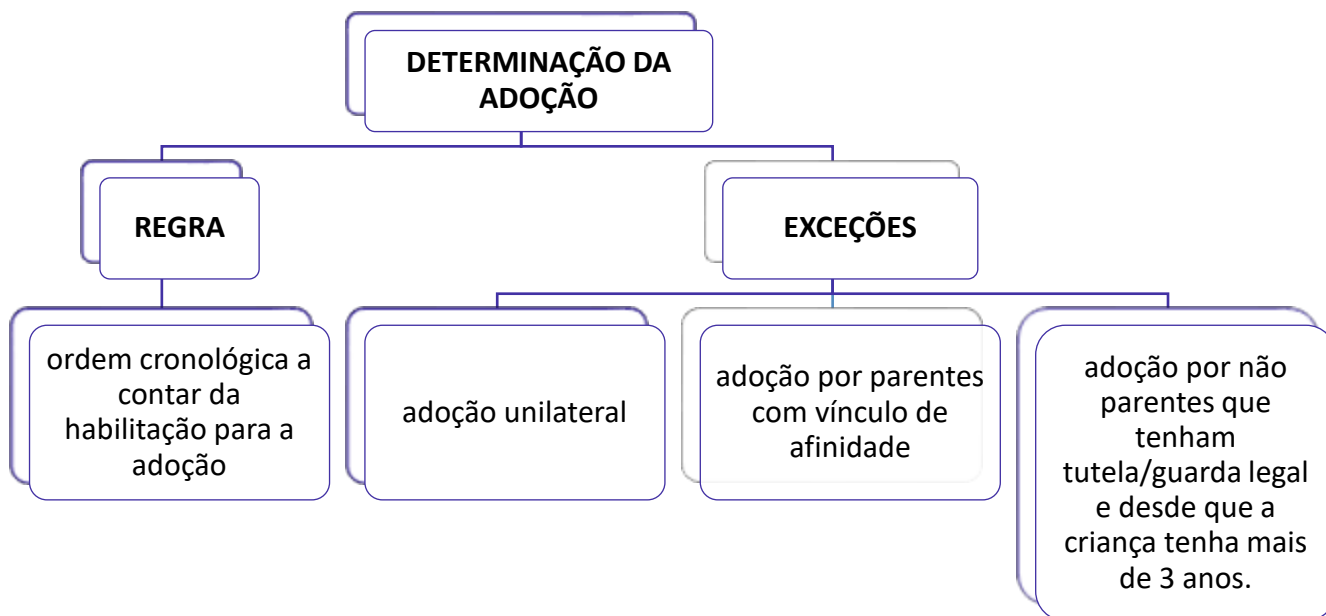 DETERMINAÇÃO DA
ADOÇÃO
REGRA
EXCEÇÕES
ordem cronológica a
contar da
habilitação para a
adoção
adoção unilateral
adoção por parentes
com vínculo de
afinidade
adoção por não
parentes que
tenham
tutela/guarda legal
e desde que a
criança tenha mais
de 3 anos.